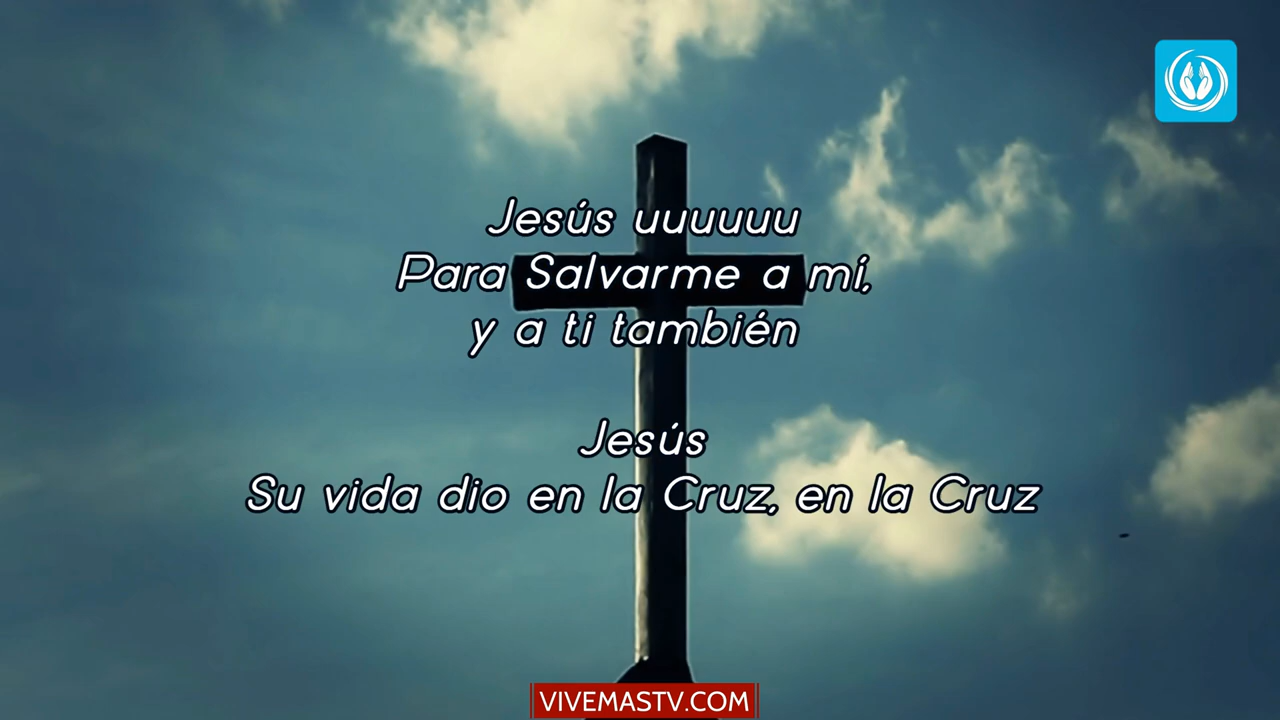 Jesús uuuuuu
Para Salvarme a mí,
y a ti también
Jesús
Su vida dio en la Cruz, en la Cruz
VIVEMASTV.COM